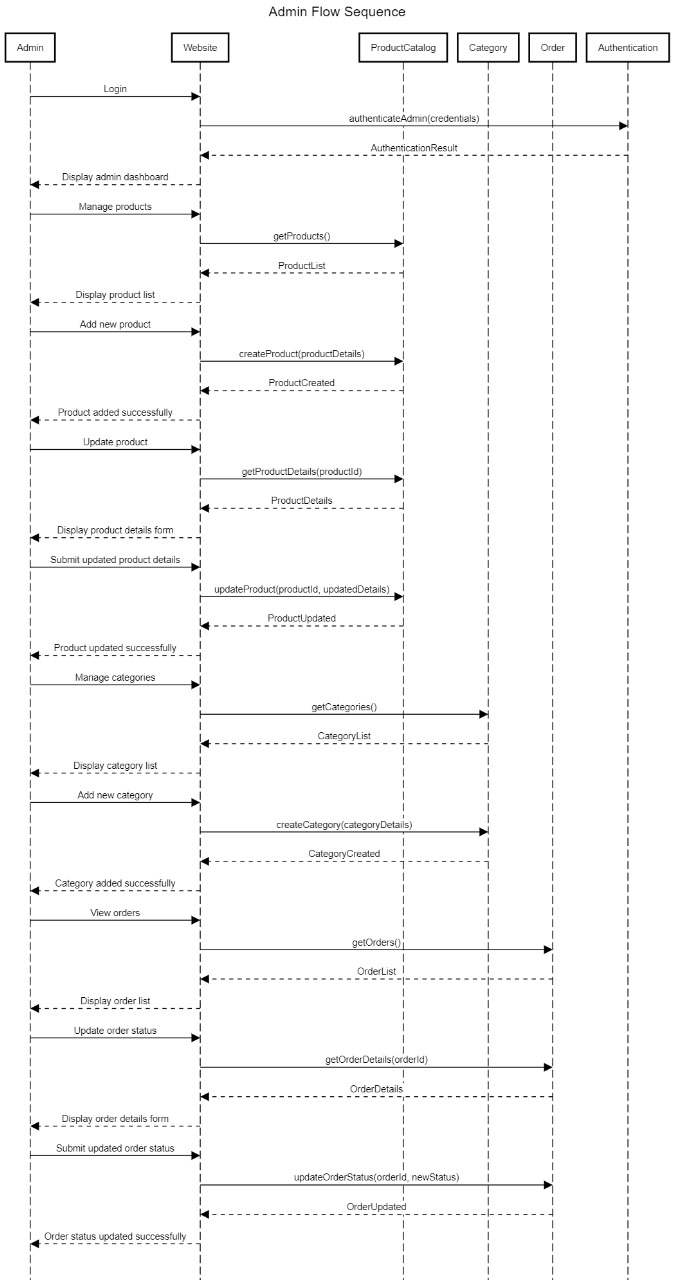 Admin Flow Sequence
Admin Website ProductCatalog Category Order Authentication
Login
authenticateAdmin(credentials)
AuthenticationResult
Display admin dashboard
Manage products
getProducts()
ProductList
Display product list
Add new product
createProduct(productDetails)
ProductCreated
Product added successfully
Update product
getProductDetails(productId)
ProductDetails
Display product details form
Submit updated product details
updateProduct(productId, updatedDetails)
ProductUpdated
Product updated successfully
Manage categories
getCategories()
CategoryList
Display category list
Add new category
createCategory(categoryDetails)
CategoryCreated
Category added successfully
View orders
getOrders()
OrderList
Display order list
Update order status
getOrderDetails(orderId)
OrderDetails
Display order details form
Submit updated order status
updateOrderStatus(orderId, newStatus)
OrderUpdated
Order status updated successfully